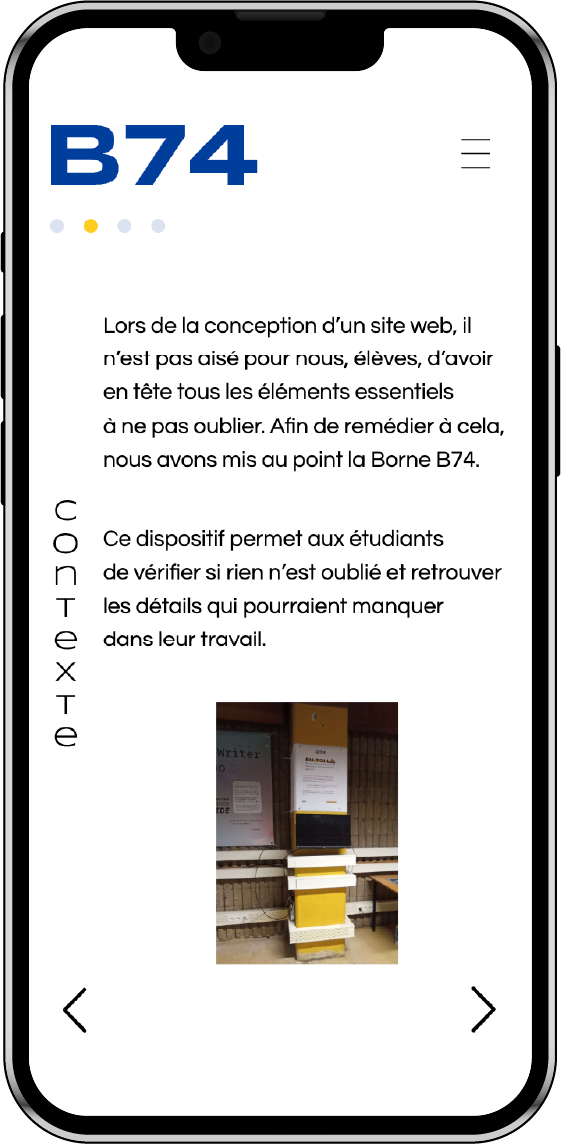 B74
Lors de la conception d'un site web, il
n'est pas aisé pour nous, élèves, d'avoir
en tête tous les éléments essentiels
à ne pas oublier. Afin de remédier à cela,
nous avons mis au point la Borne B74.
Contexte
Ce dispositif permet aux étudiants
de vérifier si rien n'est oublié et retrouver
les détails qui pourraient manquer
dans leur travail.
Writer
B74